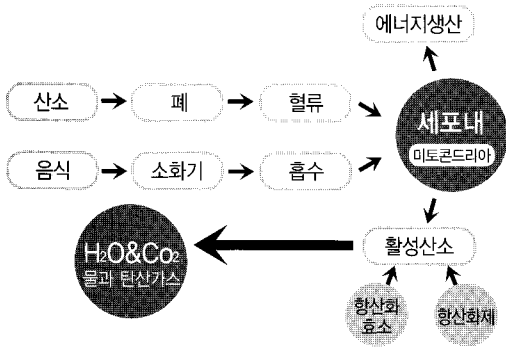 에너지생산
산소
폐
혈류
세포내
미토콘드리아
음식
소화기
흡수
H2O&Co2
물과 탄산가스
활성산소
항산화
효소
항산화제